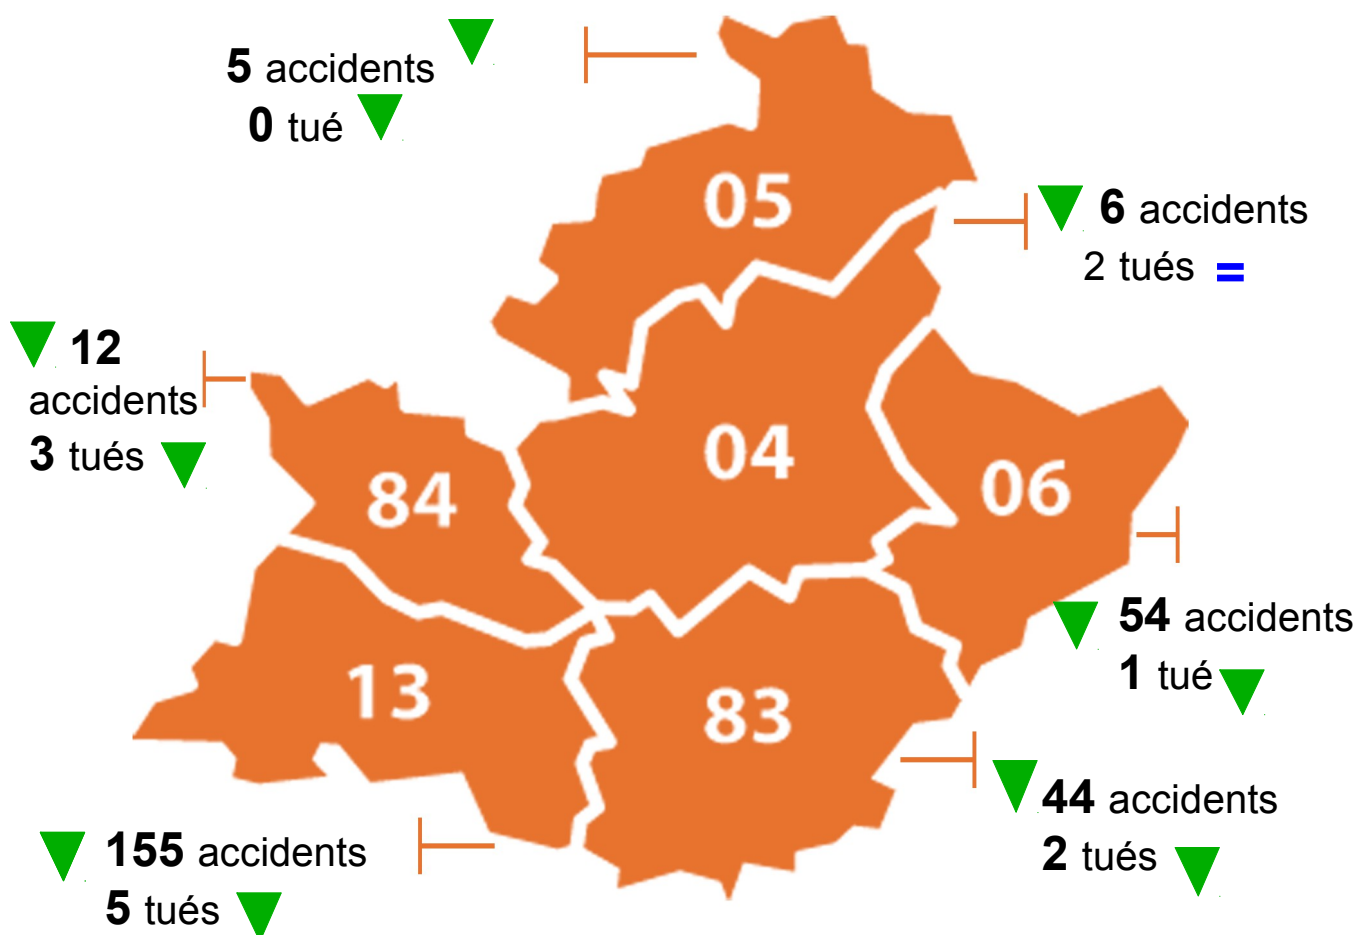 5 accidents
0 tué
05
6 accidents
2 tués =
12
accidents
3 tués
84
04
06
54 accidents
1 tué
13
83
44 accidents
2 tués
155 accidents
5 tués